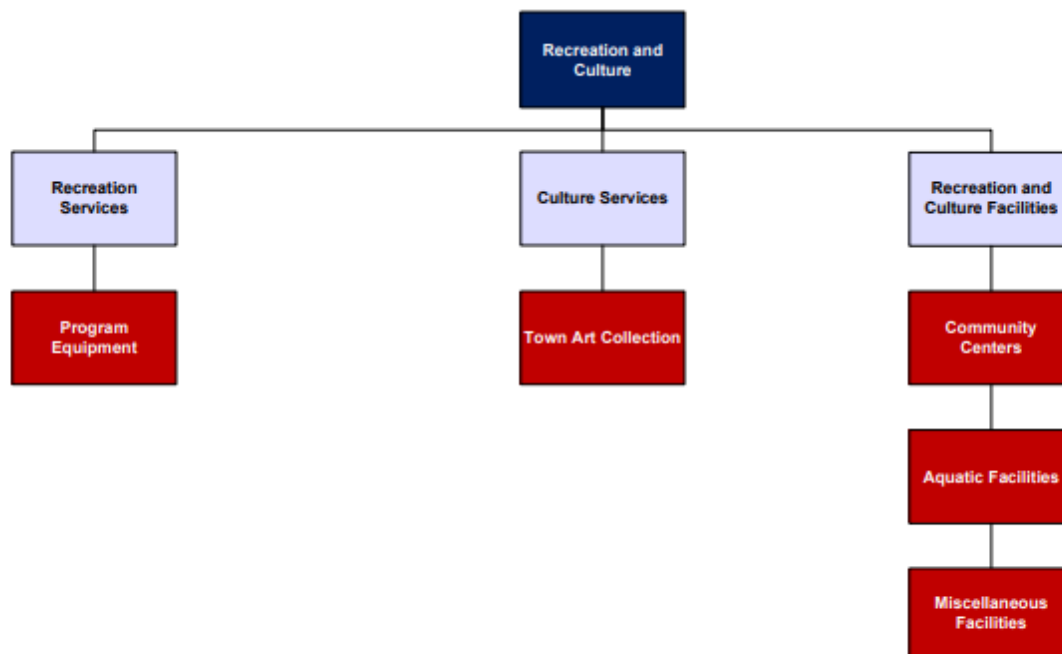 Recreation and
Culture
Recreation
Services
Culture Services
Recreation and
Culture Facilities
Program
Equipment
Town Art Collection
Community
Centers
Aquatic Facilities
Miscellaneous
Facilities